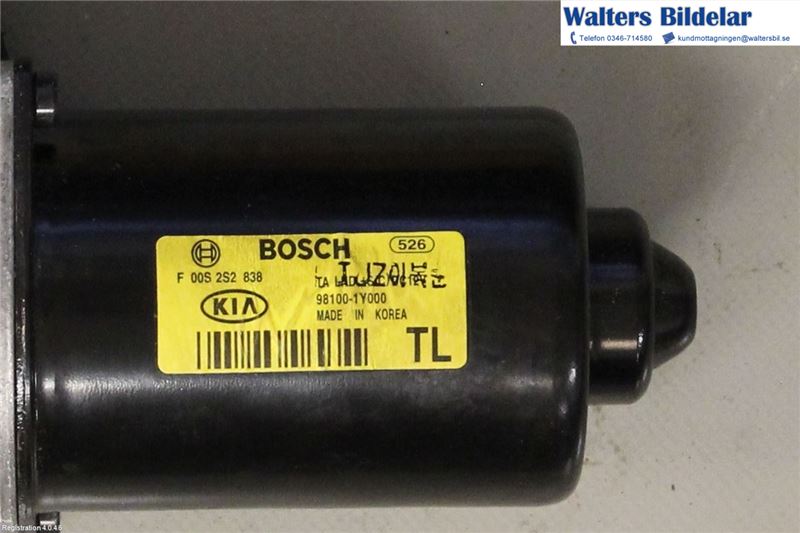 Walters Bildelar
Telefon 0346-714580 kundmottagningen@waltersbil.se
BOSCH 526
F 00S 2S2 838
KIA 98100-1Y000
MADE IN KOREA
TL
Registration 4.0.4.6